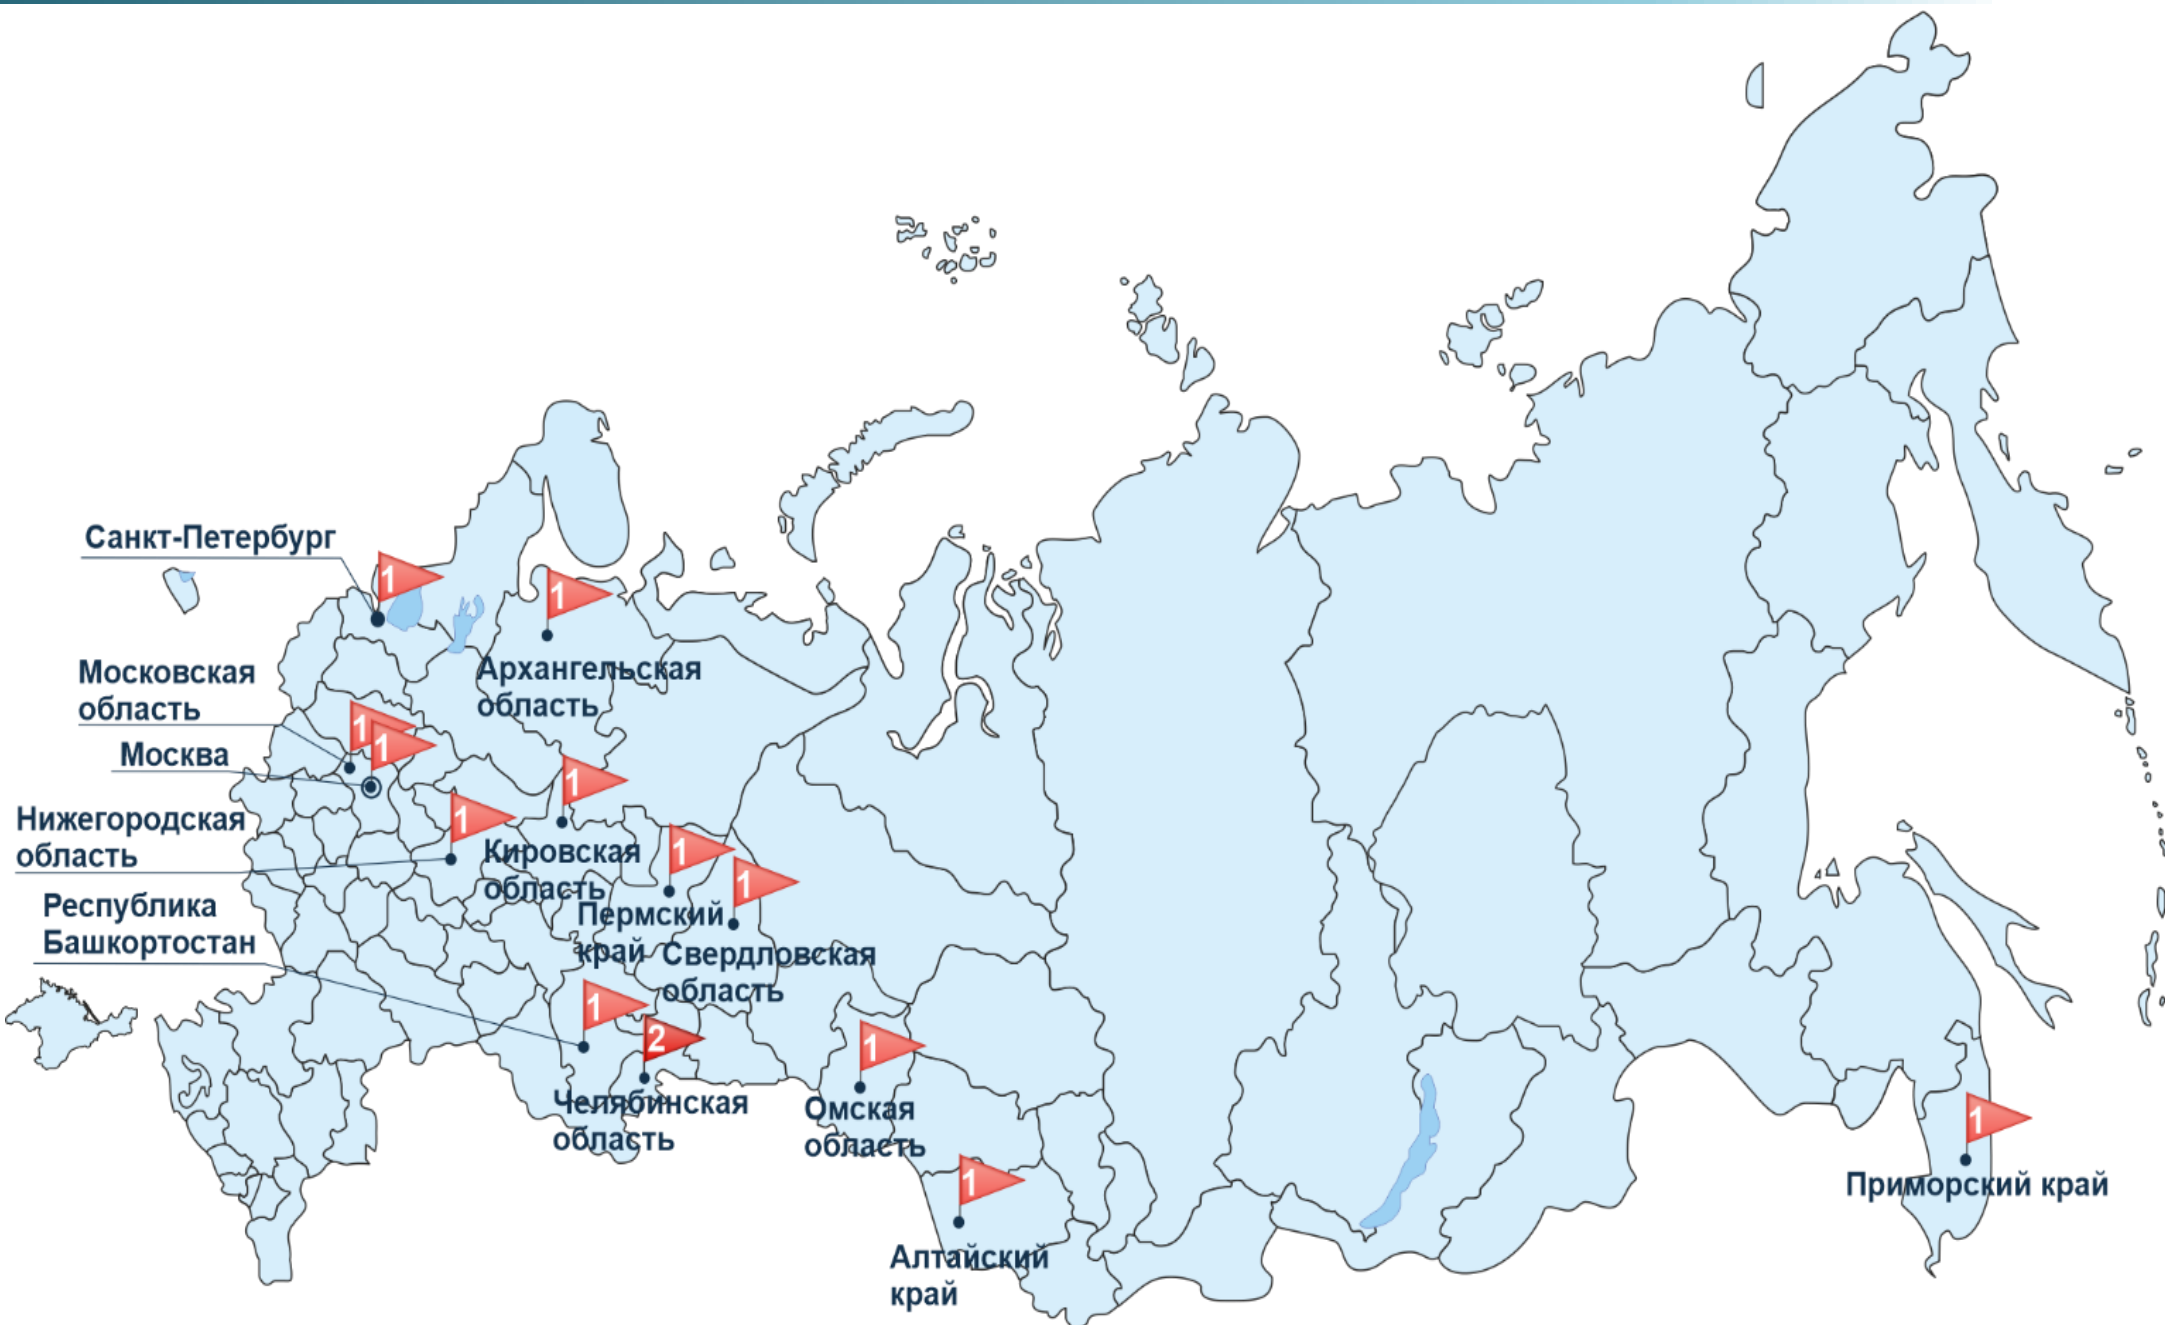 Санкт-Петербург
1
1
Архангельская
область
Московская
область
1
1
Москва
1
Нижегородская
область
1
Кировская
область
1
Пермский
край
1
Свердловская
область
Республика
Башкортостан
1
2
Челябинская
область
1
Омская
область
1
Алтайский
край
1
Приморский край